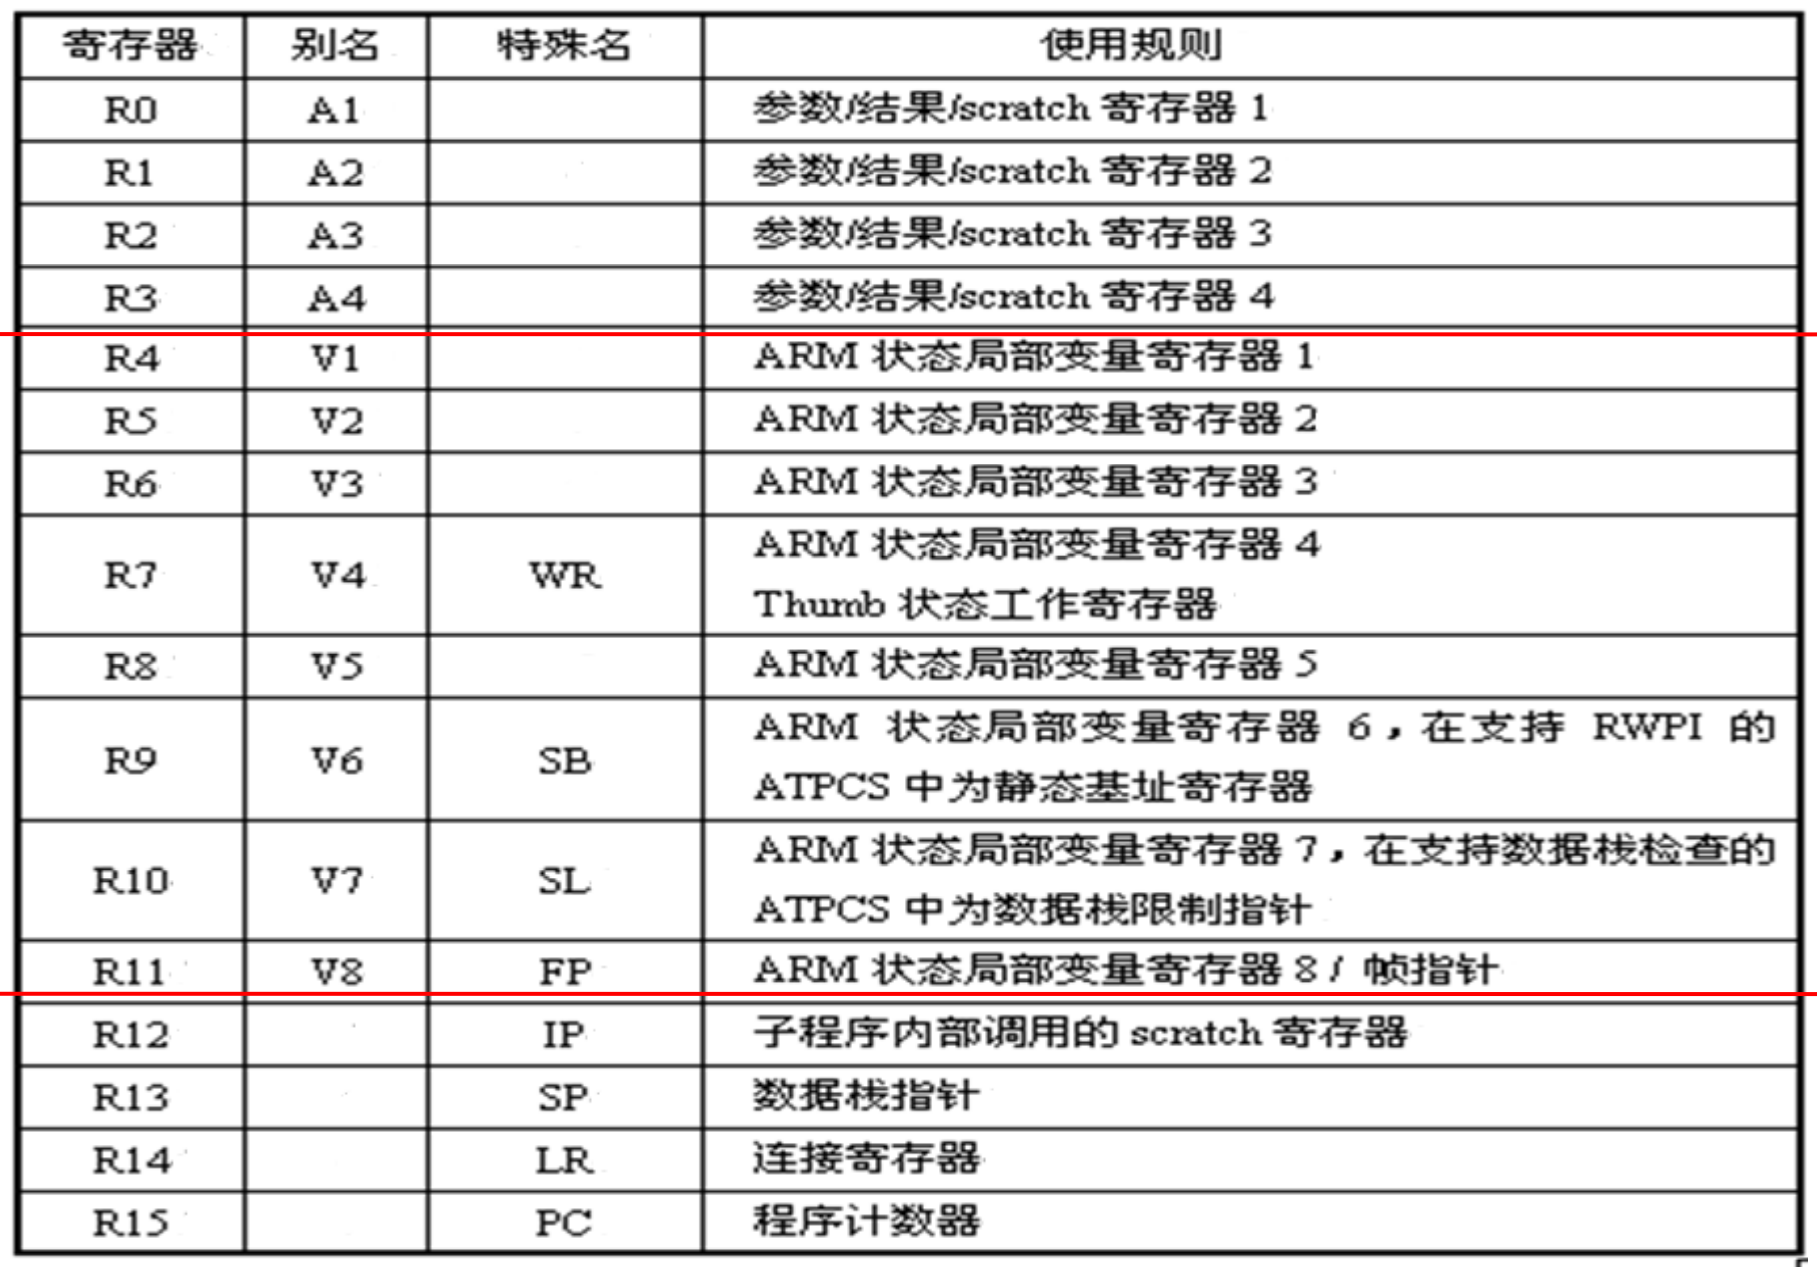 寄存器 别名 特殊名 使用规则
R0 A1 参数/结果/scratch 寄存器 1
R1 A2 参数/结果/scratch 寄存器 2
R2 A3 参数/结果/scratch 寄存器 3
R3 A4 参数/结果/scratch 寄存器 4
R4 V1 ARM 状态局部变量寄存器 1
R5 V2 ARM 状态局部变量寄存器 2
R6 V3 ARM 状态局部变量寄存器 3
R7 V4 WR ARM 状态局部变量寄存器 4
Thumb 状态工作寄存器
R8 V5 ARM 状态局部变量寄存器 5
R9 V6 SB ARM 状态局部变量寄存器 6，在支持 RWPI 的
ATPCS 中为静态基址寄存器
R10 V7 SL ARM 状态局部变量寄存器 7，在支持数据栈检查的
ATPCS 中为数据栈限制指针
R11 V8 FP ARM 状态局部变量寄存器 8 / 帧指针
R12 IP 子程序内部调用的 scratch 寄存器
R13 SP 数据栈指针
R14 LR 连接寄存器
R15 PC 程序计数器